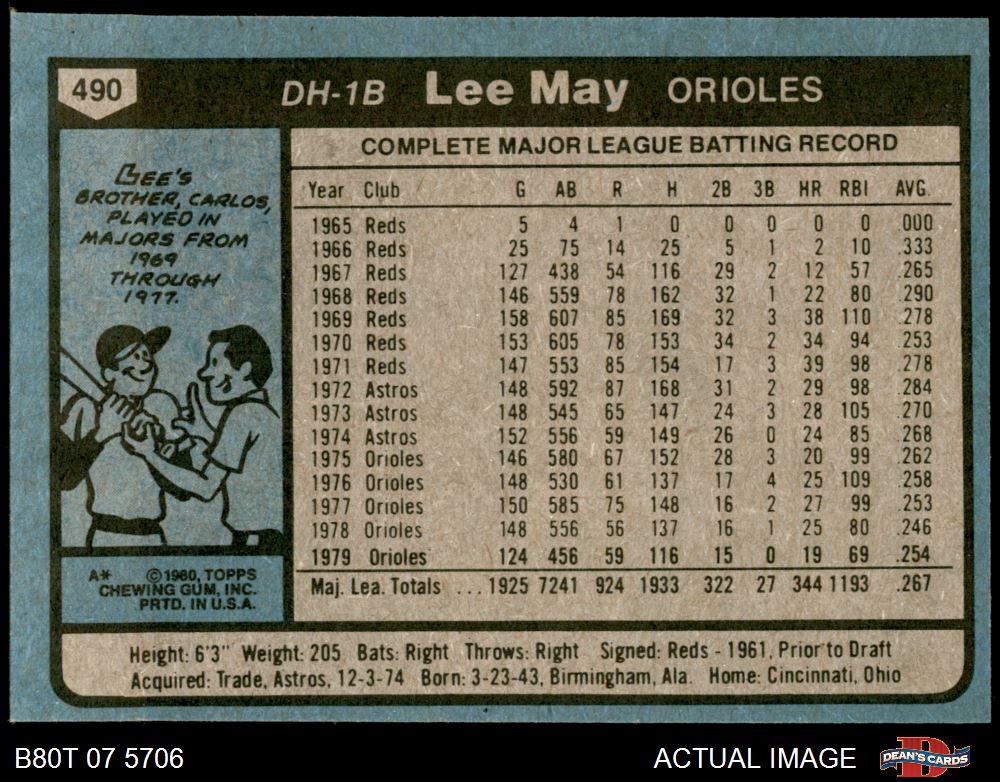 490
DH-1B Lee May ORIOLES
LEE'S
BROTHER, CARLOS,
PLAYED IN
MAJORS FROM
1969
THROUGH
1977.
A* ©1980, TOPPS
CHEWING GUM, INC.
PRTD. IN U.S.A.
COMPLETE MAJOR LEAGUE BATTING RECORD
Year Club G AB R H 2B 3B HR RBI AVG.
1965 Reds 5 4 1 0 0 0 0 0 .000
1966 Reds 25 75 14 25 5 1 2 10 .333
1967 Reds 127 438 54 116 29 2 12 57 .265
1968 Reds 146 559 78 162 32 1 22 80 .290
1969 Reds 158 607 85 169 32 3 38 110 .278
1970 Reds 153 605 78 153 34 2 34 94 .253
1971 Reds 147 553 85 154 17 3 39 98 .278
1972 Astros 148 592 87 168 31 2 29 98 .284
1973 Astros 148 545 65 147 24 3 28 105 .270
1974 Astros 152 556 59 149 26 0 24 85 .268
1975 Orioles 146 580 67 152 28 3 20 99 .262
1976 Orioles 148 530 61 137 17 4 25 109 .258
1977 Orioles 150 585 75 148 16 2 27 99 .253
1978 Orioles 148 556 56 137 16 1 25 80 .246
1979 Orioles 124 456 59 116 15 0 19 69 .254
Maj. Lea. Totals ... 1925 7241 924 1933 322 27 344 1193 .267
Height: 6'3" Weight: 205 Bats: Right Throws: Right Signed: Reds - 1961, Prior to Draft
Acquired: Trade, Astros, 12-3-74 Born: 3-23-43, Birmingham, Ala. Home: Cincinnati, Ohio
B80T 07 5706 ACTUAL IMAGE DEAN'S CARDS